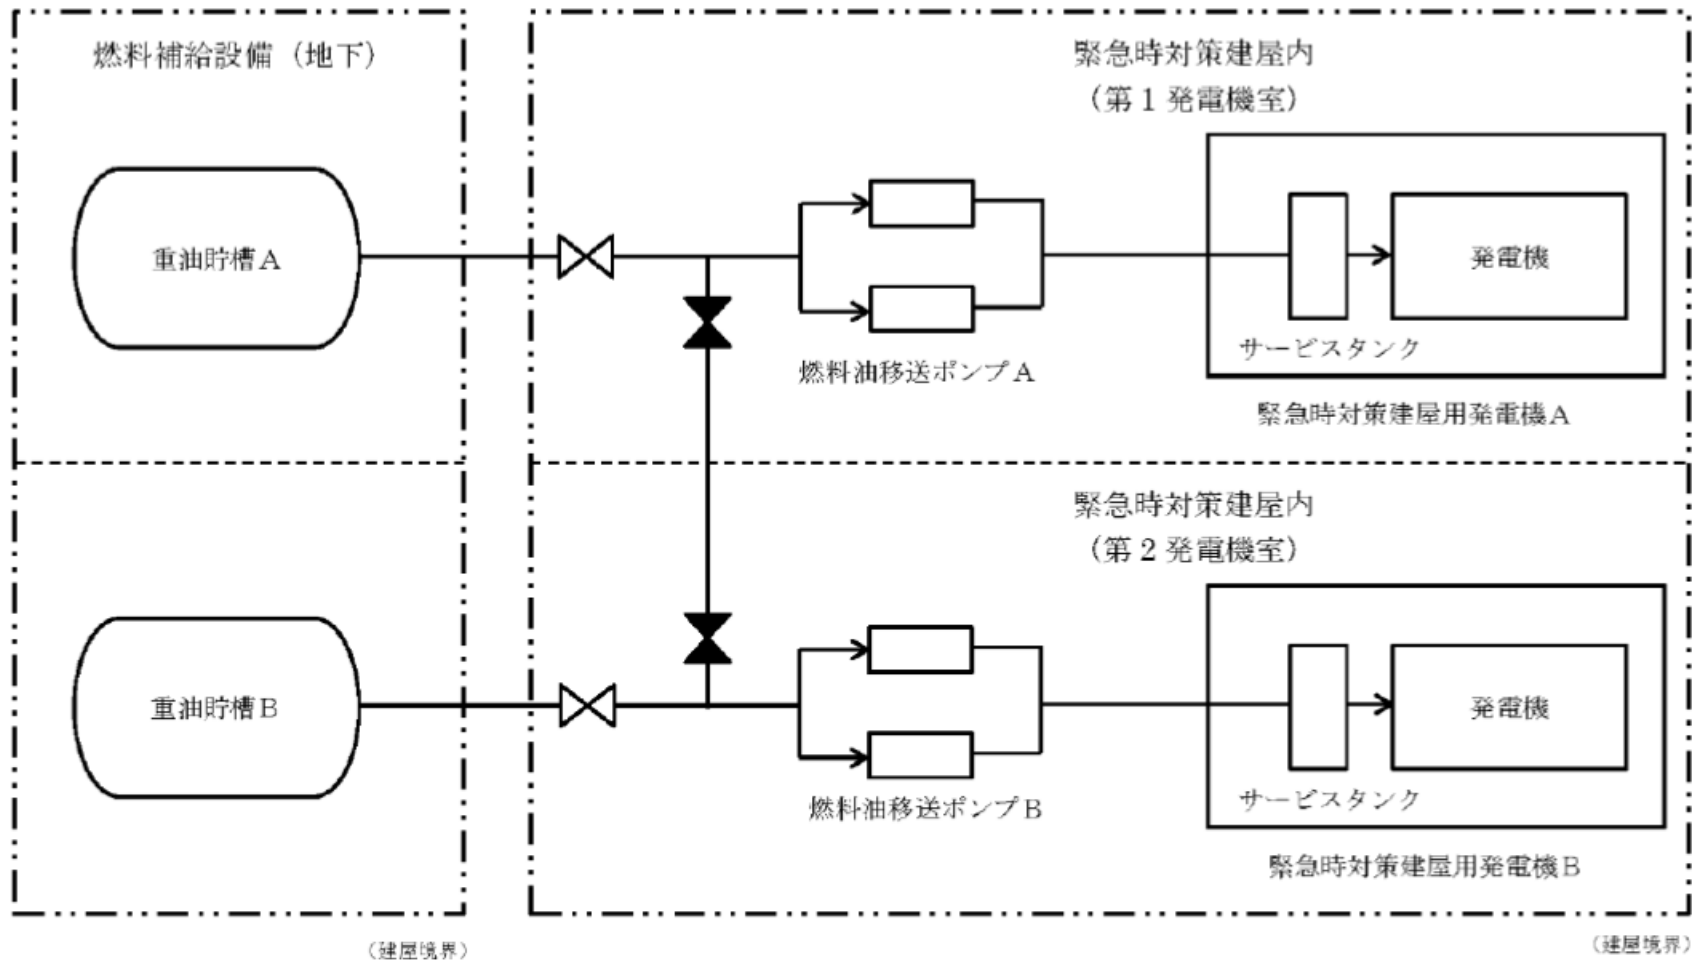 燃料補給設備（地下）
緊急時対策建屋内
（第１発電機室）
重油貯槽Ａ
発電機
サービスタンク
燃料油移送ポンプＡ
緊急時対策建屋用発電機Ａ
緊急時対策建屋内
（第２発電機室）
重油貯槽Ｂ
発電機
サービスタンク
燃料油移送ポンプＢ
緊急時対策建屋用発電機Ｂ
（建屋境界）
（建屋境界）